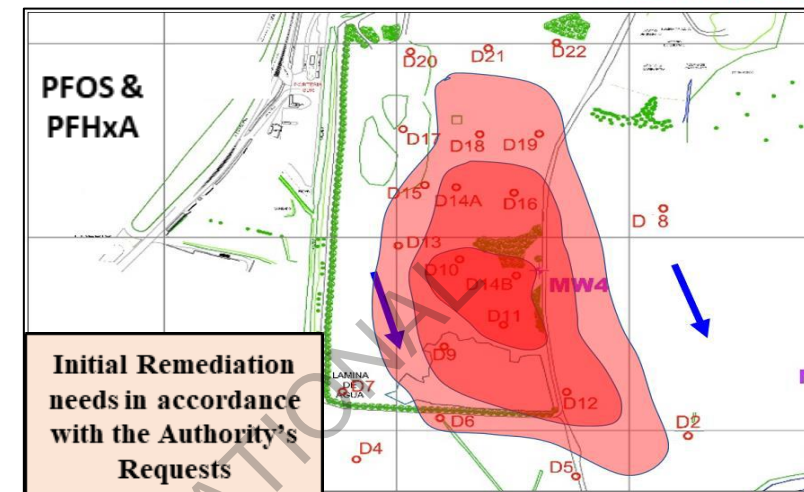 PFOS &
PFHxA
D20
D21
D22
D17
D18
D19
D15
D14A
D16
D 8
D13
D10
D14B
MW4
D11
D9
Initial Remediation
needs in accordance
with the Authority's
Requests
LAMINA
DE
AGUA
D7
D12
D6
D2
D4
D5
ATIONAL